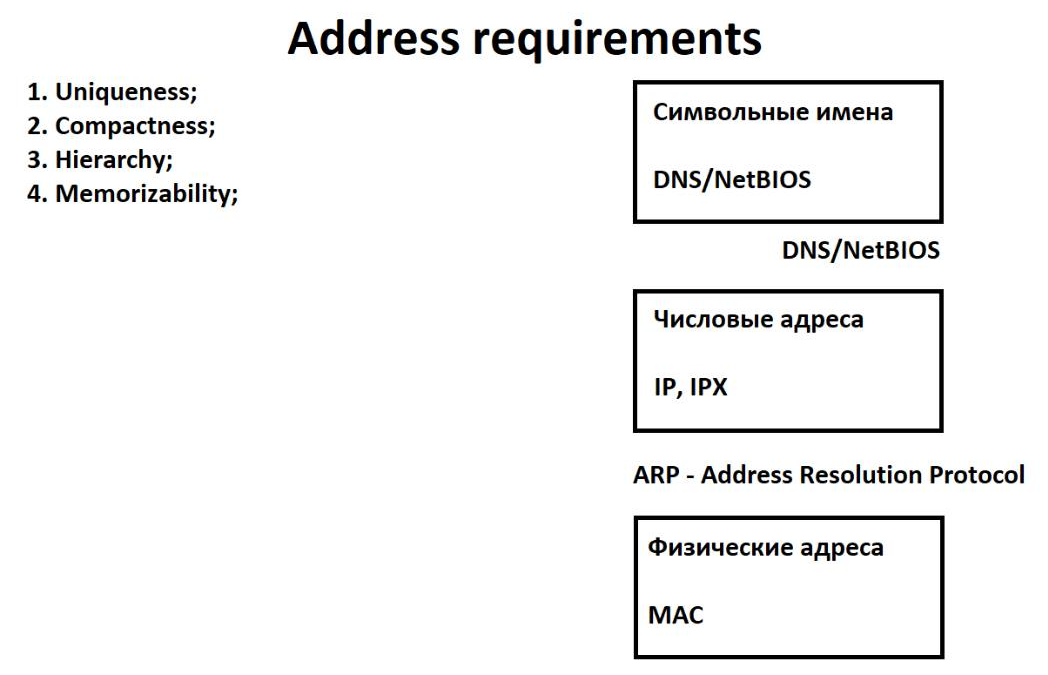 Address requirements
1. Uniqueness;
2. Compactness;
3. Hierarchy;
4. Memorizability;
Символьные имена
DNS/NetBIOS
DNS/NetBIOS
Числовые адреса
IP, IPX
ARP - Address Resolution Protocol
Физические адреса
MAC